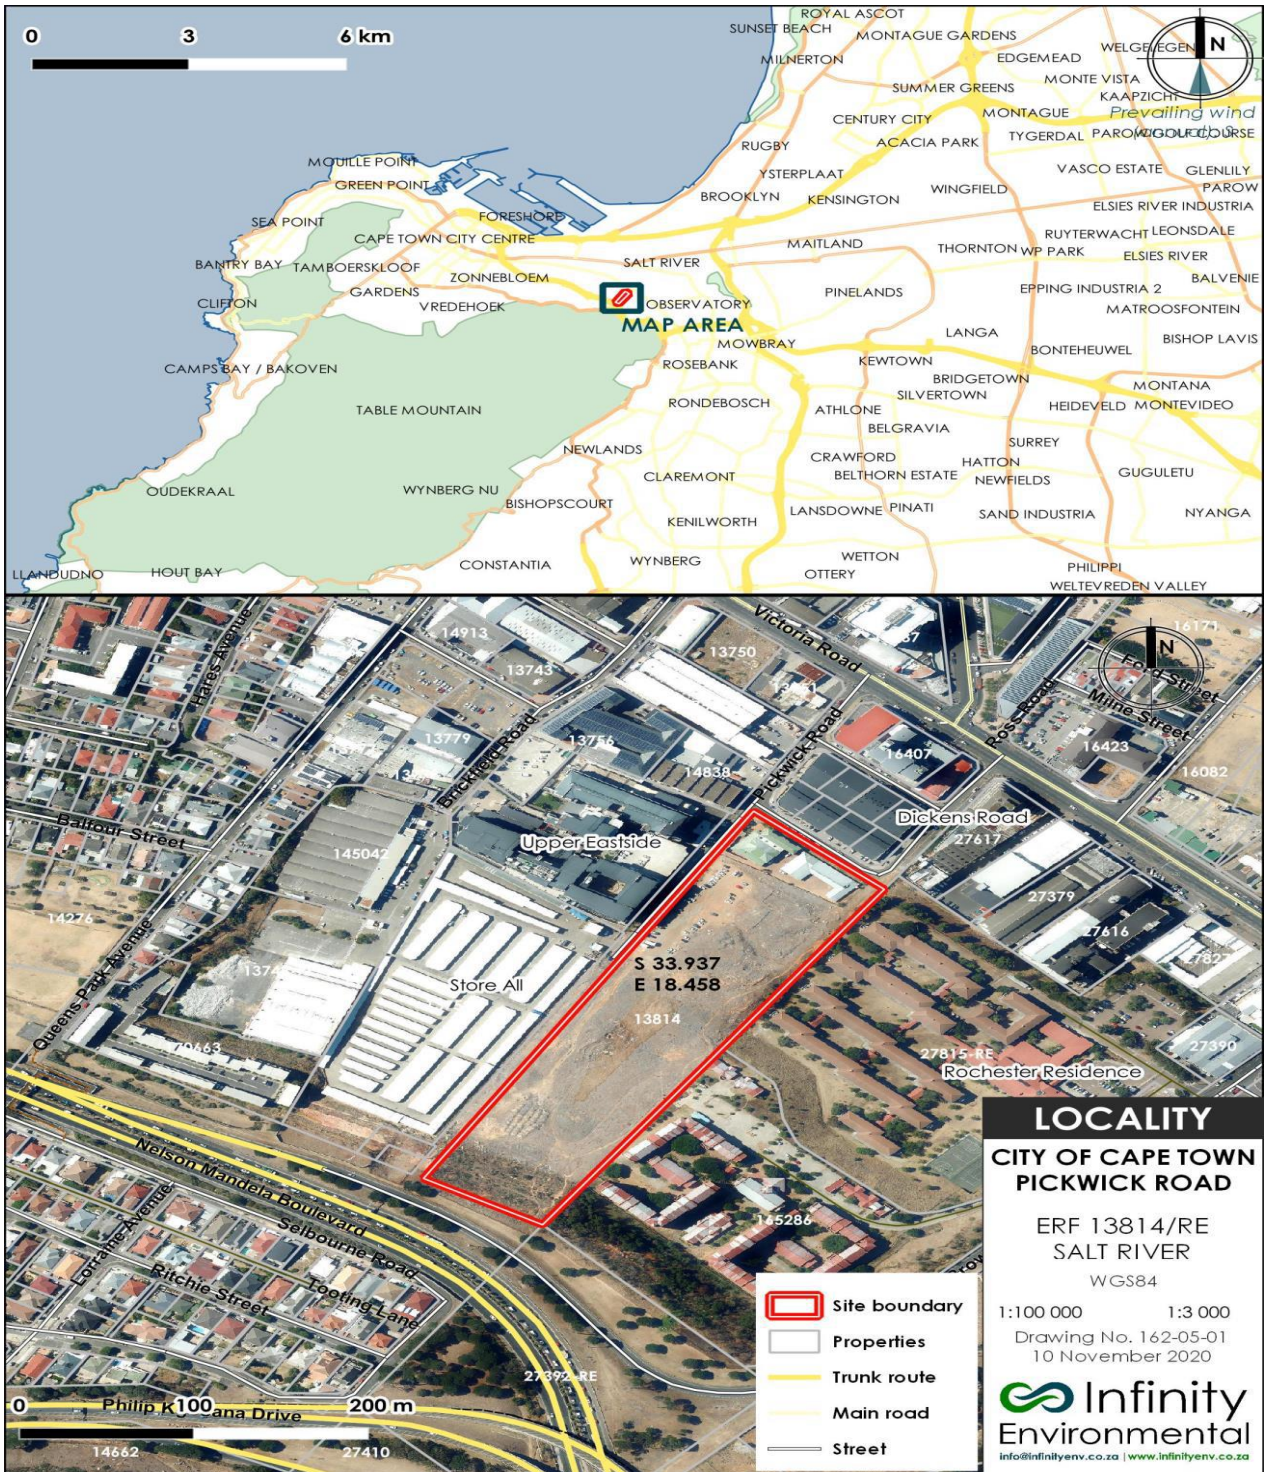 0 3 6 km
ROYAL ASCOT
SUNSET BEACH
MONTAGUE GARDENS
WELGELEGEN
N
MILNERTON
EDGEMEAD
MONTE VISTA
SUMMER GREENS
KAAPZICHT
CENTURY CITY
MONTAGUE
Prevailing wind
RUGBY
ACACIA PARK
TYGERDAL
MOUILLE POINT
YSTERPLAAT
VASCO ESTATE
GLENLILY
GREEN POINT
BROOKLYN
KENSINGTON
WINGFIELD
PAROW
SEA POINT
FORESHORE
ELSIES RIVER INDUSTRIA
CAPE TOWN CITY CENTRE
MAITLAND
THORNTON
WP PARK
RUYTERWACHT
LEONSDALE
BANTRY BAY
TAMBOERSKLOOF
ZONNEBLOEM
SALT RIVER
ELSIES RIVER
GARDENS
PINELANDS
EPPING INDUSTRIA 2
BALVENIE
CLIFTON
VREDEHOEK
OBSERVATORY
MATROOSFONTEIN
MAP AREA
MOWBRAY
LANGA
BONTEHEUWEL
BISHOP LAVIS
CAMPS BAY / BAKOVEN
ROSEBANK
KEWTOWN
BRIDGETOWN
MONTANA
TABLE MOUNTAIN
RONDEBOSCH
ATHLONE
SILVERTOWN
HEIDEVELD
MONTEVIDEO
BELGRAVIA
NEWLANDS
CRAWFORD
SURREY
CLAREMONT
BELTHORN ESTATE
HATTON
NEWFIELDS
GUGULETU
OUDEKRAAL
WYNBERG NU
BISHOPSCOURT
LANSDOWNE
PINATI
SAND INDUSTRIA
NYANGA
KENILWORTH
LLANDUDNO
HOUT BAY
CONSTANTIA
WYNBERG
WETTON
OTTERY
PHILIPPI
WELTEVREDEN VALLEY
Hares Avenue
14913
13743
13750
Victoria Road
16171
N
Ford Street
Milne Street
Ross Road
13779
13756
Brickfield Road
14838
Pickwick Road
16407
16423
16082
Balfour Street
145042
Upper Eastside
Dickens Road
27617
14276
27379
27616
27827
Queens Park Avenue
Store All
S 33.937
E 18.458
13814
27815-RE
27390
Rochester Residence
Nelson Mandela Boulevard
165286
Lorraine Avenue
Selbourne Road
Ritchie Street
Tooting Lane
27392-RE
0 100 200 m
14662
27410
Site boundary
Properties
Trunk route
Main road
Street
LOCALITY
CITY OF CAPE TOWN
PICKWICK ROAD
ERF 13814/RE
SALT RIVER
WGS84
1:100 000 1:3 000
Drawing No. 162-05-01
10 November 2020
Infinity
Environmental
info@infinityenv.co.za | www.infinityenv.co.za